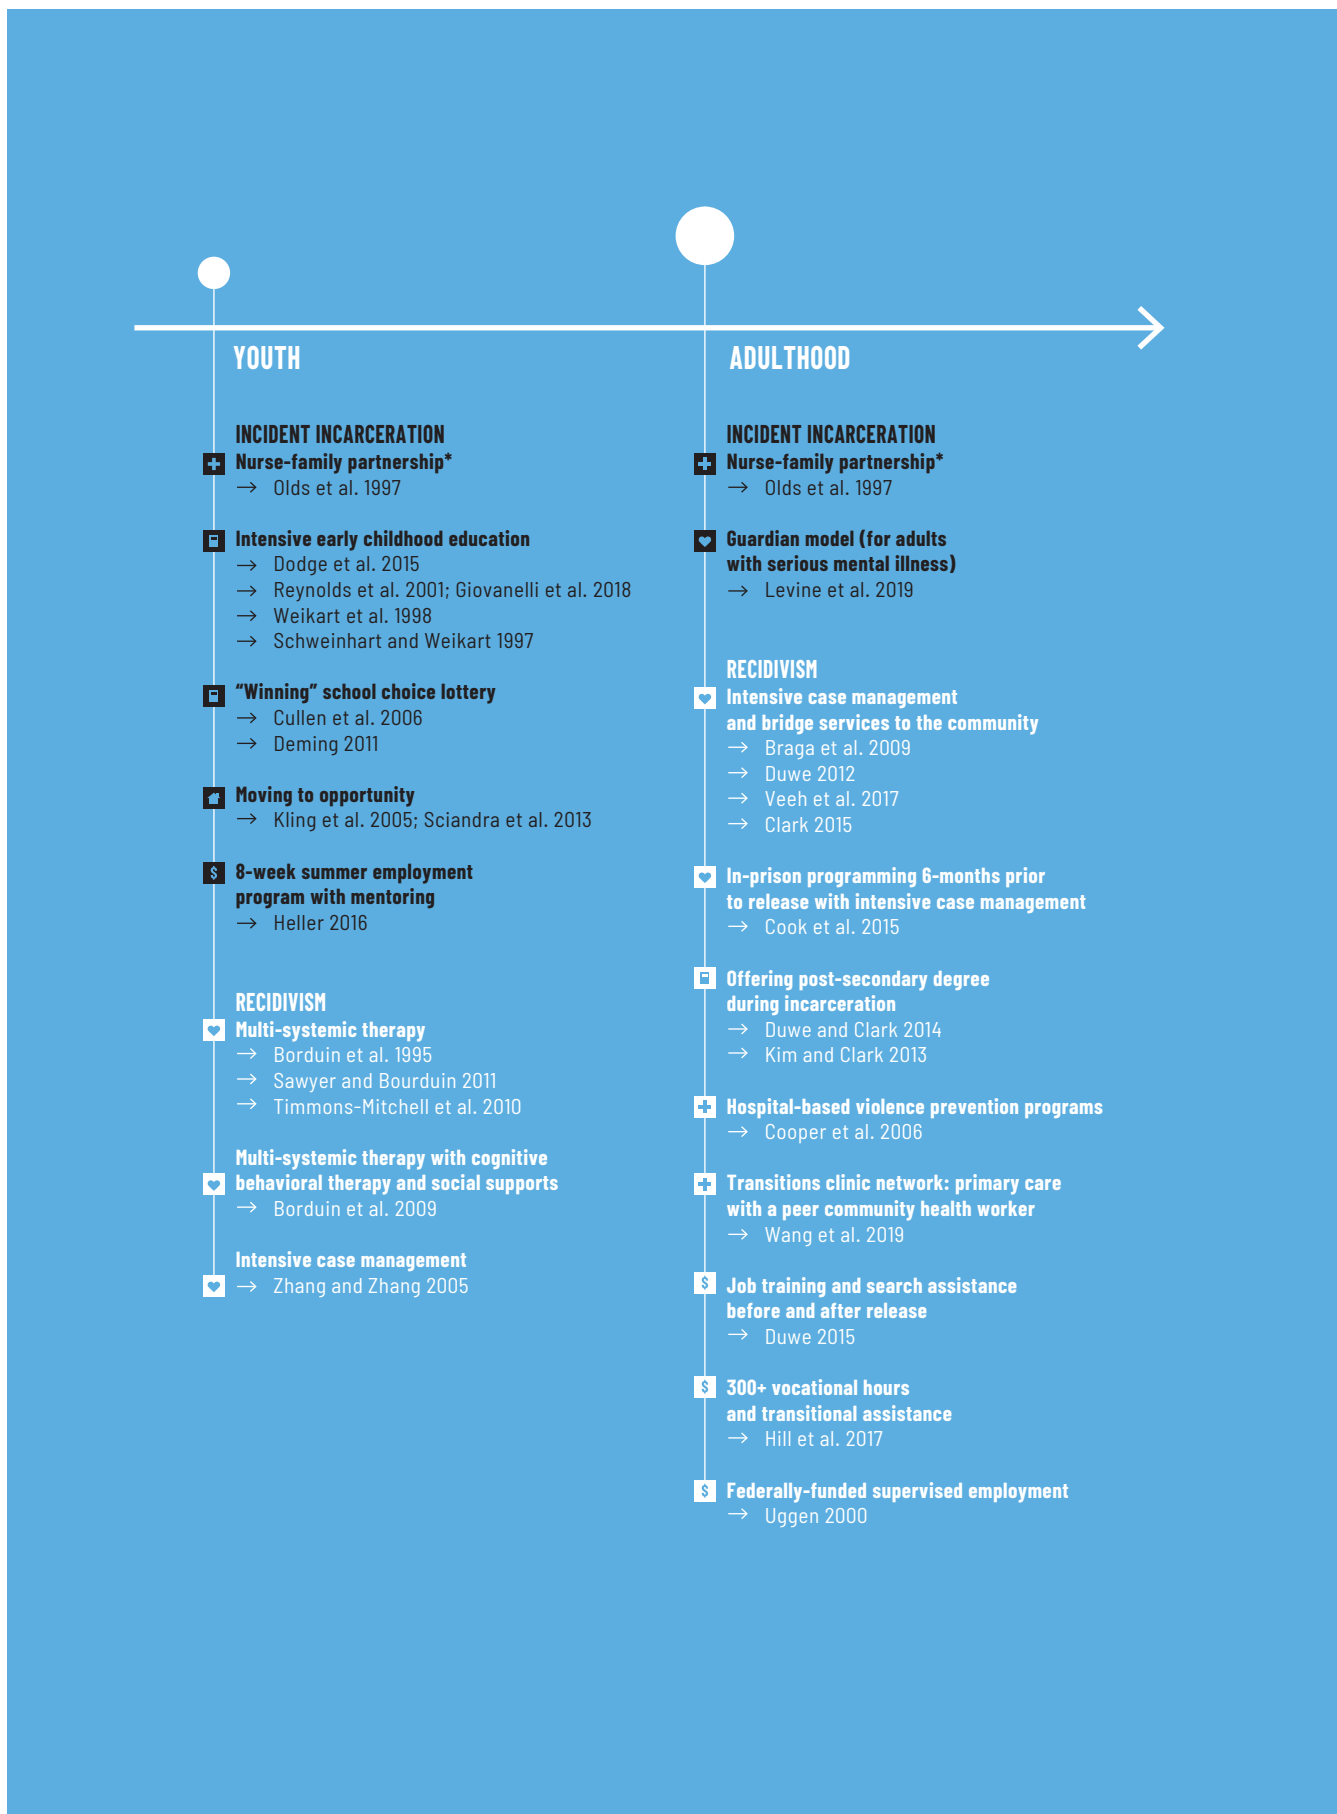 YOUTH
INCIDENT INCARCERATION
Nurse-family partnership*
→ Olds et al. 1997
Intensive early childhood education
→ Dodge et al. 2015
→ Reynolds et al. 2001; Giovanelli et al. 2018
→ Weikart et al. 1998
→ Schweinhart and Weikart 1997
“Winning” school choice lottery
→ Cullen et al. 2006
→ Deming 2011
Moving to opportunity
→ Kling et al. 2005; Sciandra et al. 2013
$ 8-week summer employment
program with mentoring
→ Heller 2016
RECIDIVISM
Multi-systemic therapy
→ Borduin et al. 1995
→ Sawyer and Bourduin 2011
→ Timmons-Mitchell et al. 2010
Multi-systemic therapy with cognitive
behavioral therapy and social supports
→ Borduin et al. 2009
Intensive case management
→ Zhang and Zhang 2005
ADULTHOOD
INCIDENT INCARCERATION
Nurse-family partnership*
→ Olds et al. 1997
Guardian model (for adults
with serious mental illness)
→ Levine et al. 2019
RECIDIVISM
Intensive case management
and bridge services to the community
→ Braga et al. 2009
→ Duwe 2012
→ Veeh et al. 2017
→ Clark 2015
In-prison programming 6-months prior
to release with intensive case management
→ Cook et al. 2015
Offering post-secondary degree
during incarceration
→ Duwe and Clark 2014
→ Kim and Clark 2013
Hospital-based violence prevention programs
→ Cooper et al. 2006
Transitions clinic network: primary care
with a peer community health worker
→ Wang et al. 2019
$ Job training and search assistance
before and after release
→ Duwe 2015
$ 300+ vocational hours
and transitional assistance
→ Hill et al. 2017
$ Federally-funded supervised employment
→ Uggen 2000